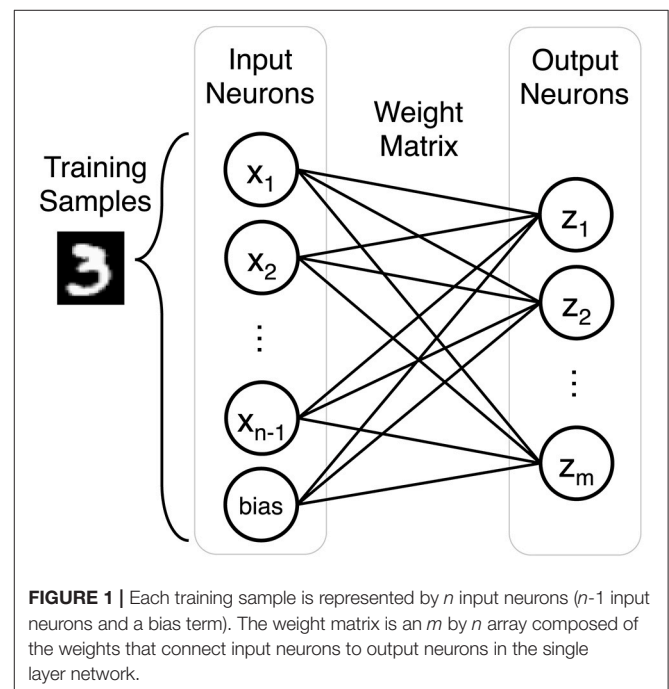 Input
Neurons
Output
Neurons
Weight
Matrix
Training
Samples
3
x1
x2
⋮
xn-1
bias
z1
z2
⋮
zm
FIGURE 1 | Each training sample is represented by n input neurons (n-1 input
neurons and a bias term). The weight matrix is an m by n array composed of
the weights that connect input neurons to output neurons in the single
layer network.